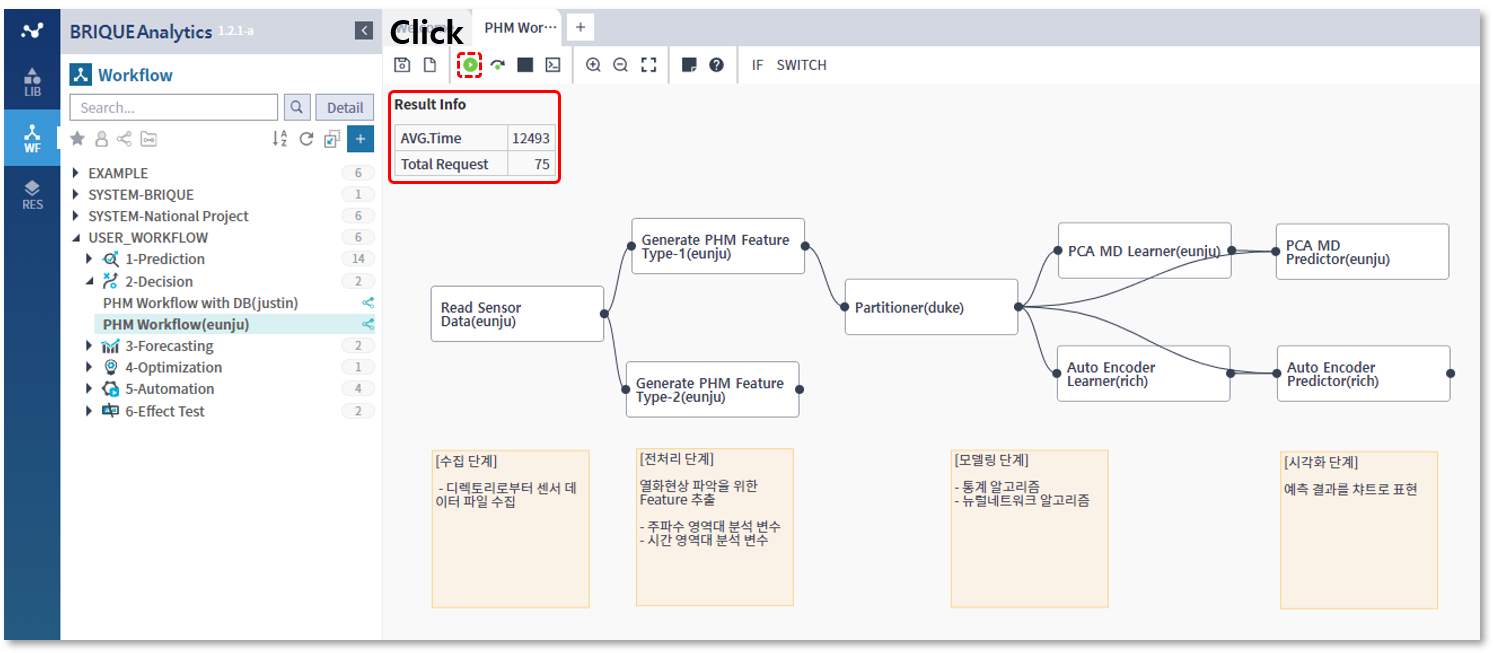 BRIQUEAnalytics 1.2.1-a
LIB
WF
RES
Workflow
Search...
Detail
EXAMPLE 6
SYSTEM-BRIQUE 1
SYSTEM-National Project 6
USER_WORKFLOW 6
1-Prediction 14
2-Decision 2
PHM Workflow with DB(justin)
PHM Workflow(eunju)
3-Forecasting 2
4-Optimization 1
5-Automation 4
6-Effect Test 2
Click
PHM Wor···
IF SWITCH
Result Info
AVG.Time 12493
Total Request 75
Read Sensor
Data(eunju)
Generate PHM Feature
Type-1(eunju)
Generate PHM Feature
Type-2(eunju)
Partitioner(duke)
PCA MD Learner(eunju)
PCA MD
Predictor(eunju)
Auto Encoder
Learner(rich)
Auto Encoder
Predictor(rich)
[수집 단계]
- 디렉토리로부터 센서 데
이터 파일 수집
[전처리 단계]
열화현상 파악을 위한
Feature 추출
- 주파수 영역대 분석 변수
- 시간 영역대 분석 변수
[모델링 단계]
- 통계 알고리즘
- 뉴럴네트워크 알고리즘
[시각화 단계]
예측 결과를 챠트로 표현